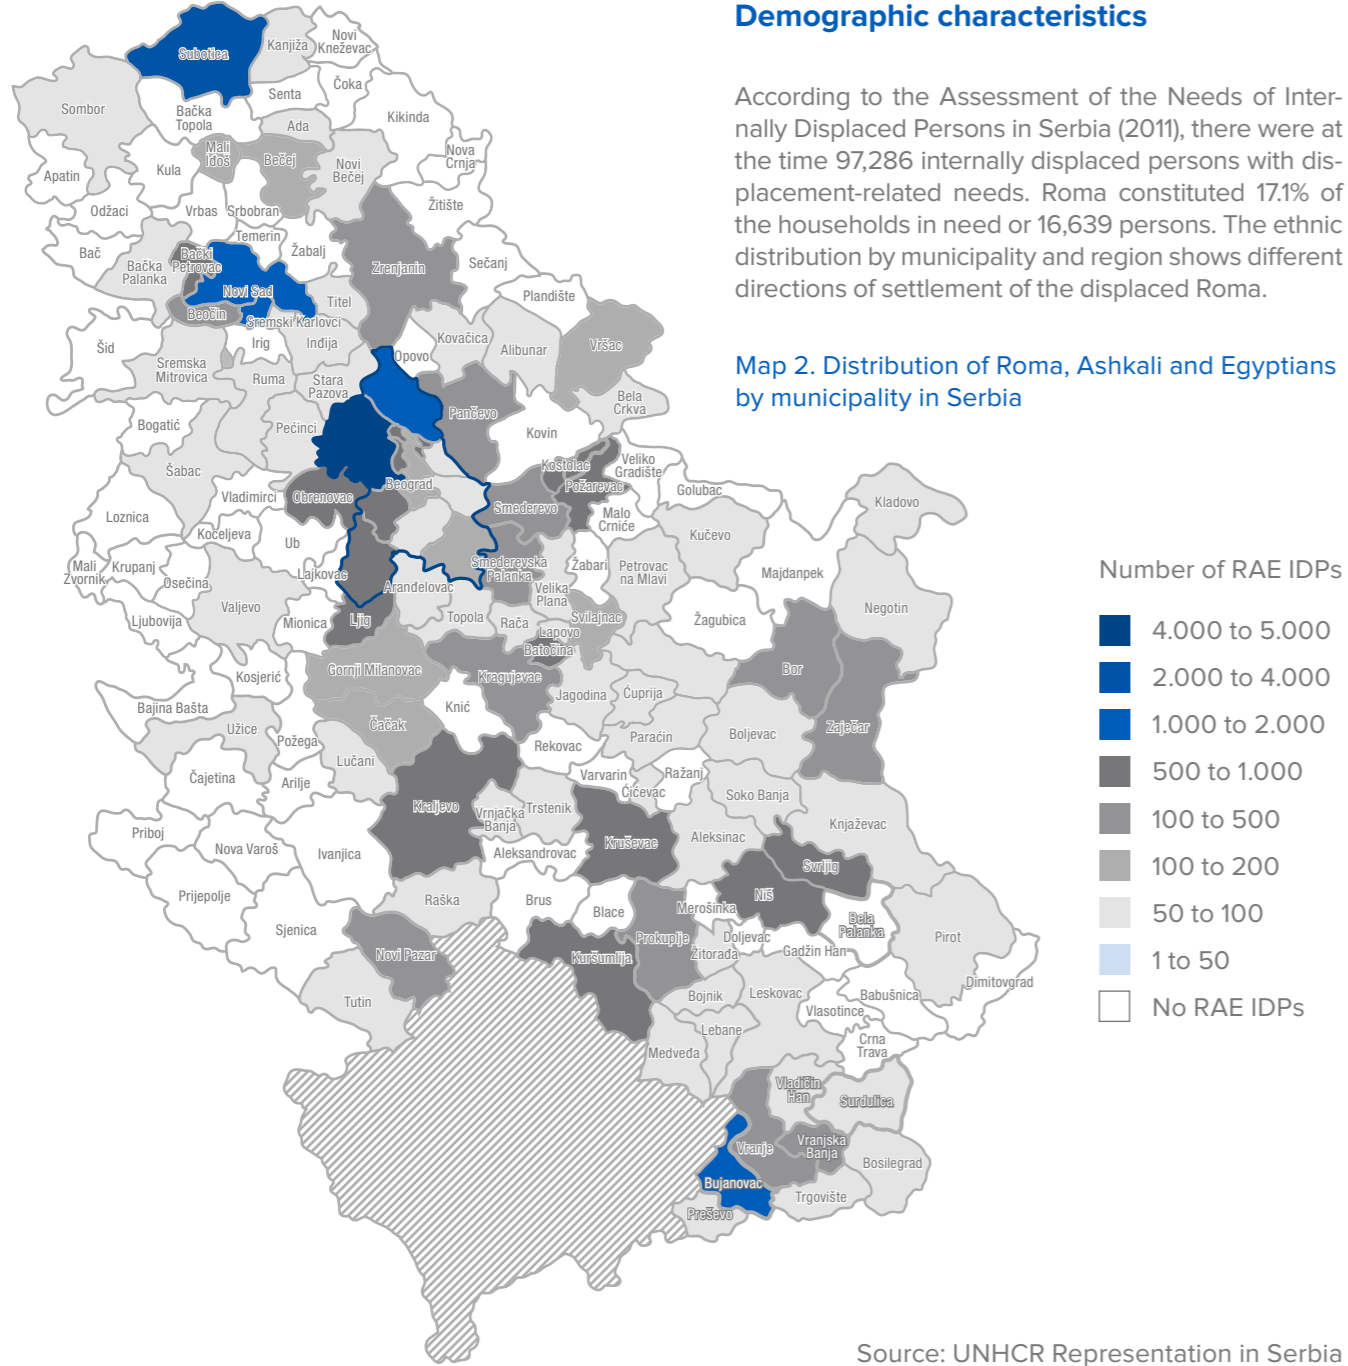 Demographic characteristics
According to the Assessment of the Needs of Inter-
nally Displaced Persons in Serbia (2011), there were at
the time 97,286 internally displaced persons with dis-
placement-related needs. Roma constituted 17.1% of
the households in need or 16,639 persons. The ethnic
distribution by municipality and region shows different
directions of settlement of the displaced Roma.
Map 2. Distribution of Roma, Ashkali and Egyptians
by municipality in Serbia
Subotica
Kanjiža
Novi
Kneževac
Sombor
Bačka
Topola
Senta
Čoka
Kikinda
Ada
Mali
Iđoš
Bečej
Novi
Bečej
Nova
Crnja
Apatin
Kula
Odžaci
Vrbas
Srbobran
Žitište
Bač
Bačka
Palanka
Bački
Petrovac
Temerin
Žabalj
Zrenjanin
Sečanj
Novi Sad
Titel
Plandište
Beočin
Sremski Karlovci
Šid
Irig
Inđija
Opovo
Kovačica
Alibunar
Vršac
Sremska
Mitrovica
Ruma
Stara
Pazova
Bela
Crkva
Bogatić
Pećinci
Pančevo
Kovin
Šabac
Beograd
Kostolac
Veliko
Gradište
Požarevac
Golubac
Vladimirci
Obrenovac
Smederevo
Malo
Crniće
Kladovo
Loznica
Koceljeva
Ub
Kučevo
Mali
Zvornik
Krupanj
Osečina
Lajkovac
Aranđelovac
Smederevska
Palanka
Žabari
Petrovac
na Mlavi
Majdanpek
Velika
Plana
Ljubovija
Valjevo
Mionica
Ljig
Topola
Rača
Svilajnac
Žagubica
Negotin
Lapovo
Batočina
Kosjerić
Gornji Milanovac
Kragujevac
Jagodina
Ćuprija
Bor
Bajina Bašta
Knić
Užice
Požega
Čačak
Rekovac
Paraćin
Boljevac
Zaječar
Čajetina
Arilje
Lučani
Varvarin
Ćićevac
Ražanj
Soko Banja
Priboj
Nova Varoš
Ivanjica
Kraljevo
Vrnjačka
Banja
Trstenik
Kruševac
Aleksinac
Knjaževac
Aleksandrovac
Svrljig
Prijepolje
Raška
Brus
Blace
Merošinka
Niš
Bela
Palanka
Sjenica
Novi Pazar
Kuršumlija
Prokuplje
Žitorađa
Doljevac
Gadžin Han
Pirot
Tutin
Bojnik
Leskovac
Babušnica
Dimitovgrad
Vlasotince
Lebane
Medveđa
Crna
Trava
Vladičin
Han
Surdulica
Vranje
Vranjska
Banja
Bosilegrad
Bujanovac
Trgovište
Preševo
Number of RAE IDPs
4.000 to 5.000
2.000 to 4.000
1.000 to 2.000
500 to 1.000
100 to 500
100 to 200
50 to 100
1 to 50
No RAE IDPs
Source: UNHCR Representation in Serbia